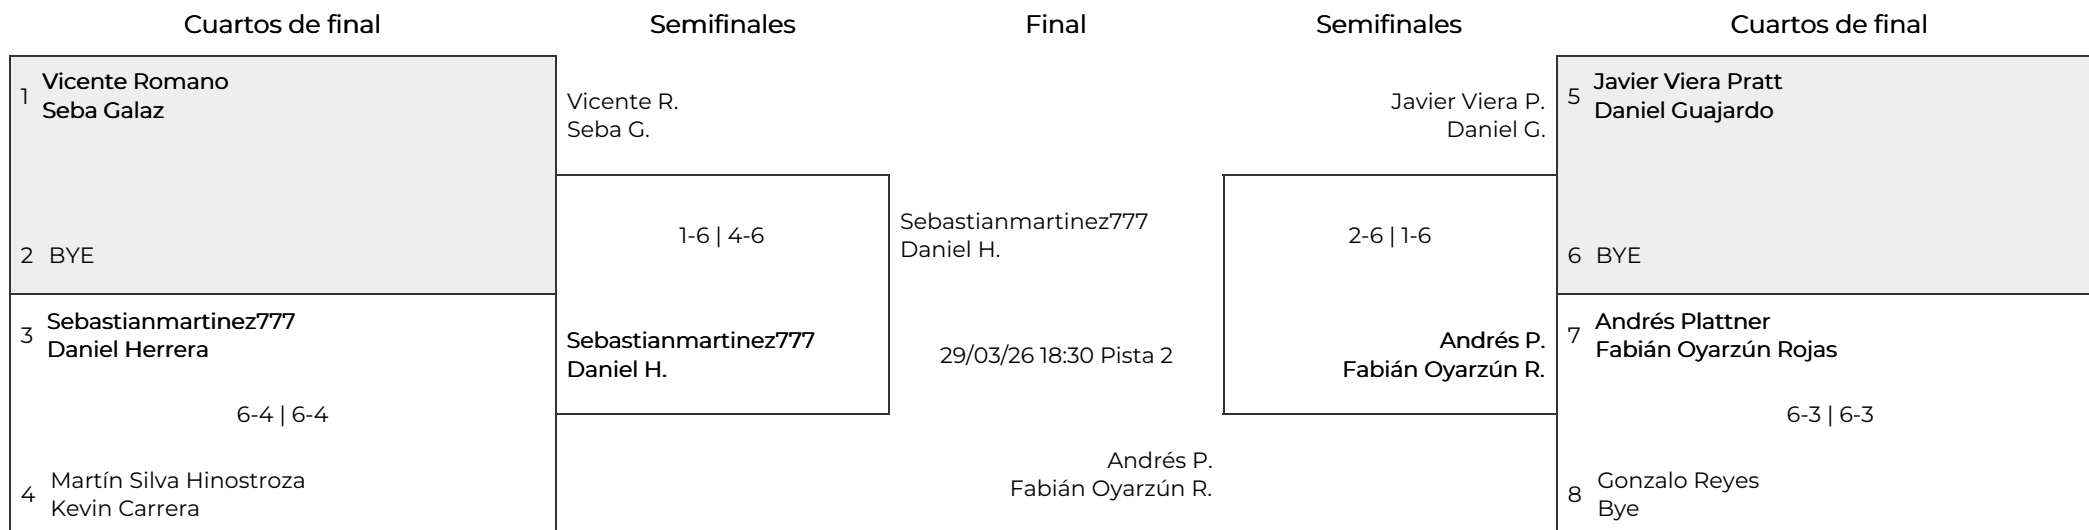 Cuartos de final
Semifinales
Final
Semifinales
Cuartos de final
1
Vicente Romano
Seba Galaz
2 BYE
3
Sebastianmartinez777
Daniel Herrera
6-4 | 6-4
4
Martín Silva Hinostroza
Kevin Carrera
Vicente R.
Seba G.
1-6 | 4-6
Sebastianmartinez777
Daniel H.
Sebastianmartinez777
Daniel H.
29/03/26 18:30 Pista 2
Andrés P.
Fabián Oyarzún R.
Javier Viera P.
Daniel G.
2-6 | 1-6
Andrés P.
Fabián Oyarzún R.
5
Javier Viera Pratt
Daniel Guajardo
6 BYE
7
Andrés Plattner
Fabián Oyarzún Rojas
6-3 | 6-3
8
Gonzalo Reyes
Bye